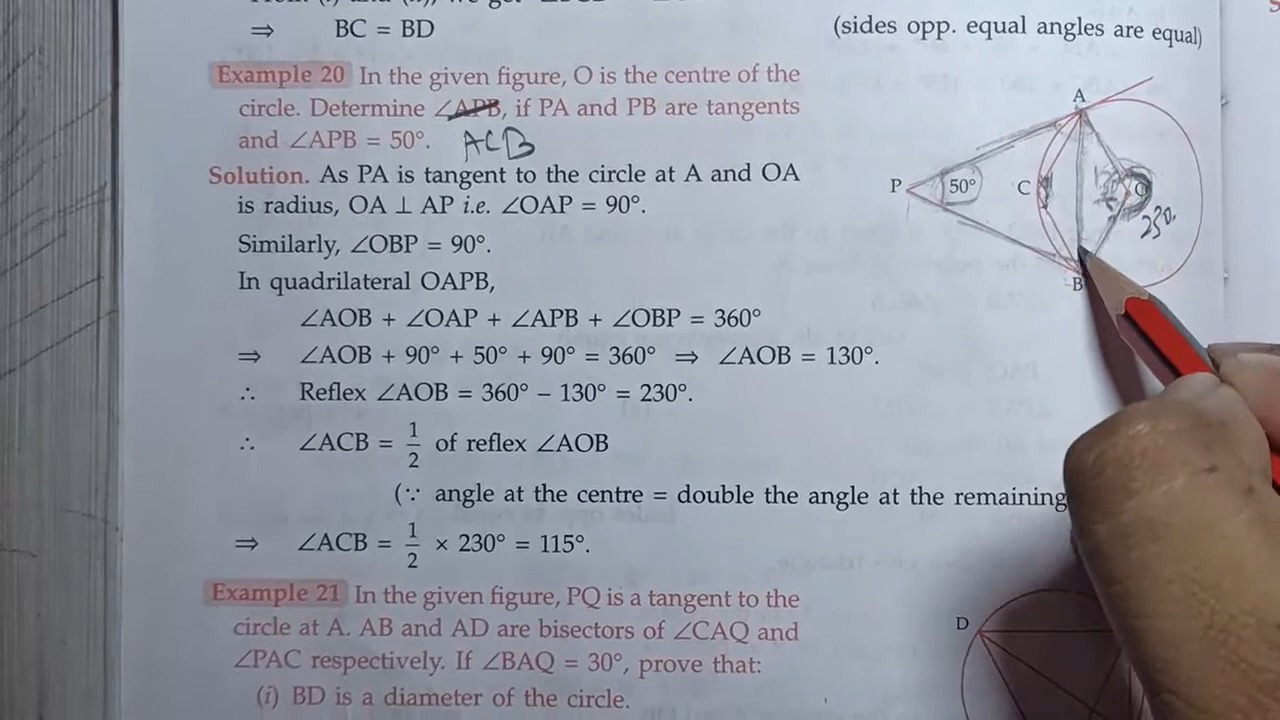 ⇒ BC = BD (sides opp. equal angles are equal)
Example 20 In the given figure, O is the centre of the
circle. Determine ∠APB, if PA and PB are tangents
and ∠APB = 50°. ACB
Solution. As PA is tangent to the circle at A and OA
is radius, OA ⊥ AP i.e. ∠OAP = 90°.
Similarly, ∠OBP = 90°.
In quadrilateral OAPB,
∠AOB + ∠OAP + ∠APB + ∠OBP = 360°
⇒ ∠AOB + 90° + 50° + 90° = 360° ⇒ ∠AOB = 130°.
∴ Reflex ∠AOB = 360° – 130° = 230°.
∴ ∠ACB = 1/2 of reflex ∠AOB
(∵ angle at the centre = double the angle at the remaining
⇒ ∠ACB = 1/2 × 230° = 115°.
Example 21 In the given figure, PQ is a tangent to the
circle at A. AB and AD are bisectors of ∠CAQ and
∠PAC respectively. If ∠BAQ = 30°, prove that:
(i) BD is a diameter of the circle.
A
P 50° C O
230°
B
D